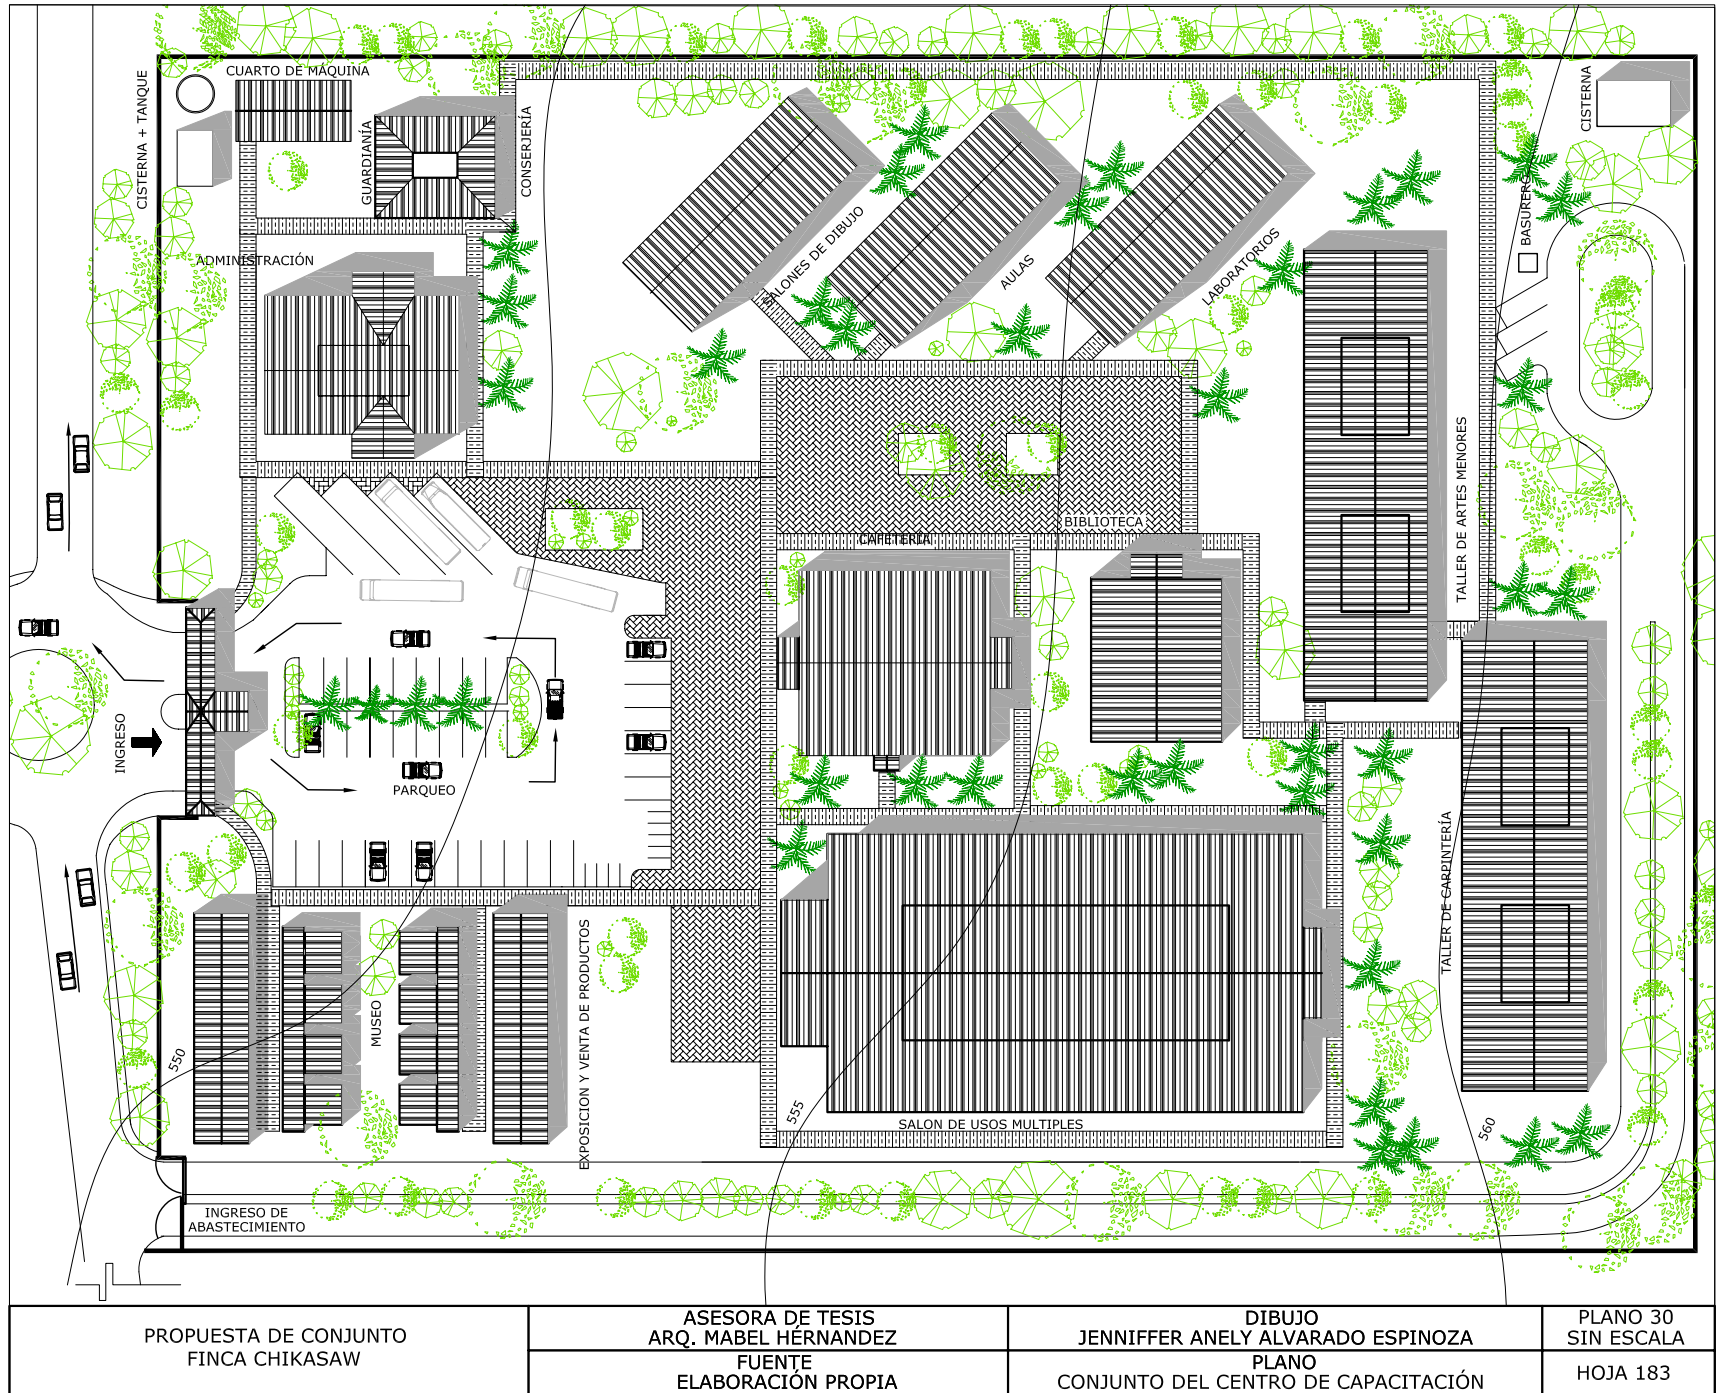 CUARTO DE MÁQUINA
CISTERNA + TANQUE
GUARDIANÍA
CONSERJERÍA
CISTERNA
BASURERO
ADMINISTRACIÓN
SALONES DE DIBUJO
AULAS
LABORATORIOS
TALLER DE ARTES MENORES
BIBLIOTECA
CAFETERÍA
INGRESO
PARQUEO
TALLER DE CARPINTERÍA
MUSEO
EXPOSICION Y VENTA DE PRODUCTOS
550
555
560
SALON DE USOS MULTIPLES
INGRESO DE
ABASTECIMIENTO
PROPUESTA DE CONJUNTO
FINCA CHIKASAW
ASESORA DE TESIS
ARQ. MABEL HÉRNANDEZ
FUENTE
ELABORACIÓN PROPIA
DIBUJO
JENNIFFER ANELY ALVARADO ESPINOZA
PLANO
CONJUNTO DEL CENTRO DE CAPACITACIÓN
PLANO 30
SIN ESCALA
HOJA 183